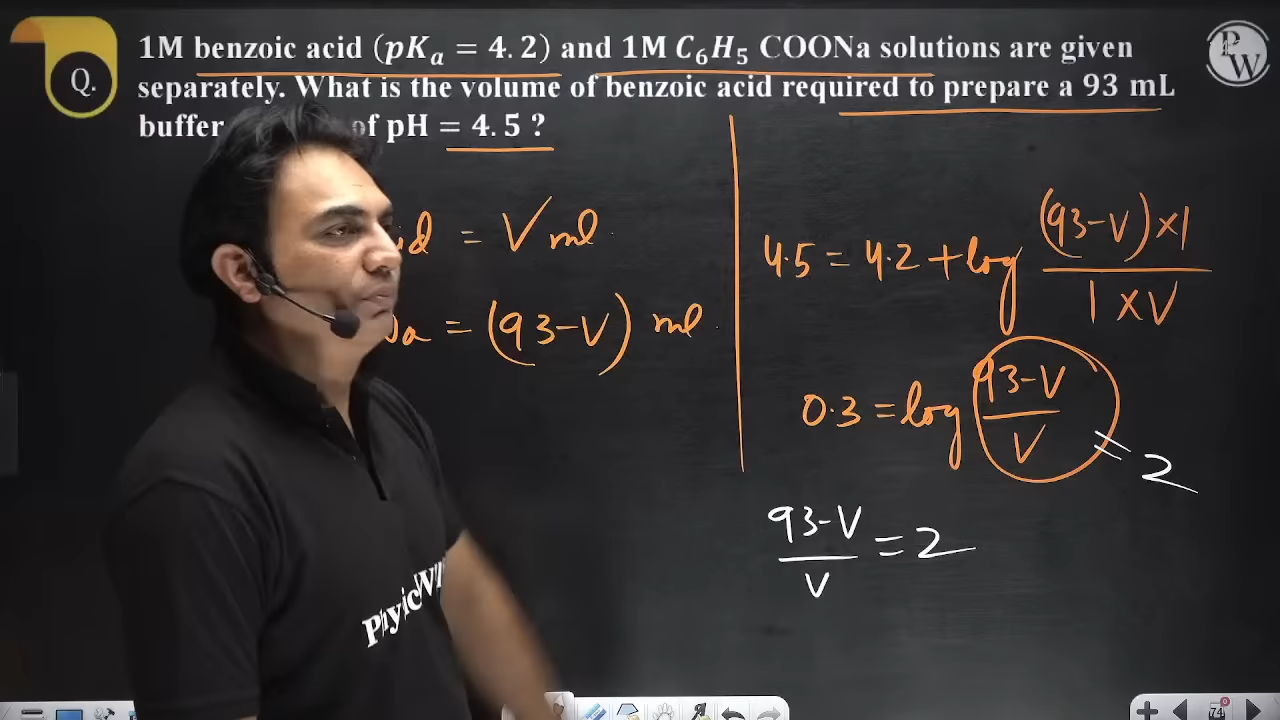 Q.
1M benzoic acid (pKₐ = 4.2) and 1M C₆H₅ COONa solutions are given
separately. What is the volume of benzoic acid required to prepare a 93 mL
buffer of pH = 4.5 ?
PW
= V ml.
= (93-V) ml.
4.5 = 4.2 + log (93-V)×1
1×V
0.3 = log 93-V
V
= 2
93-V
V
= 2
74